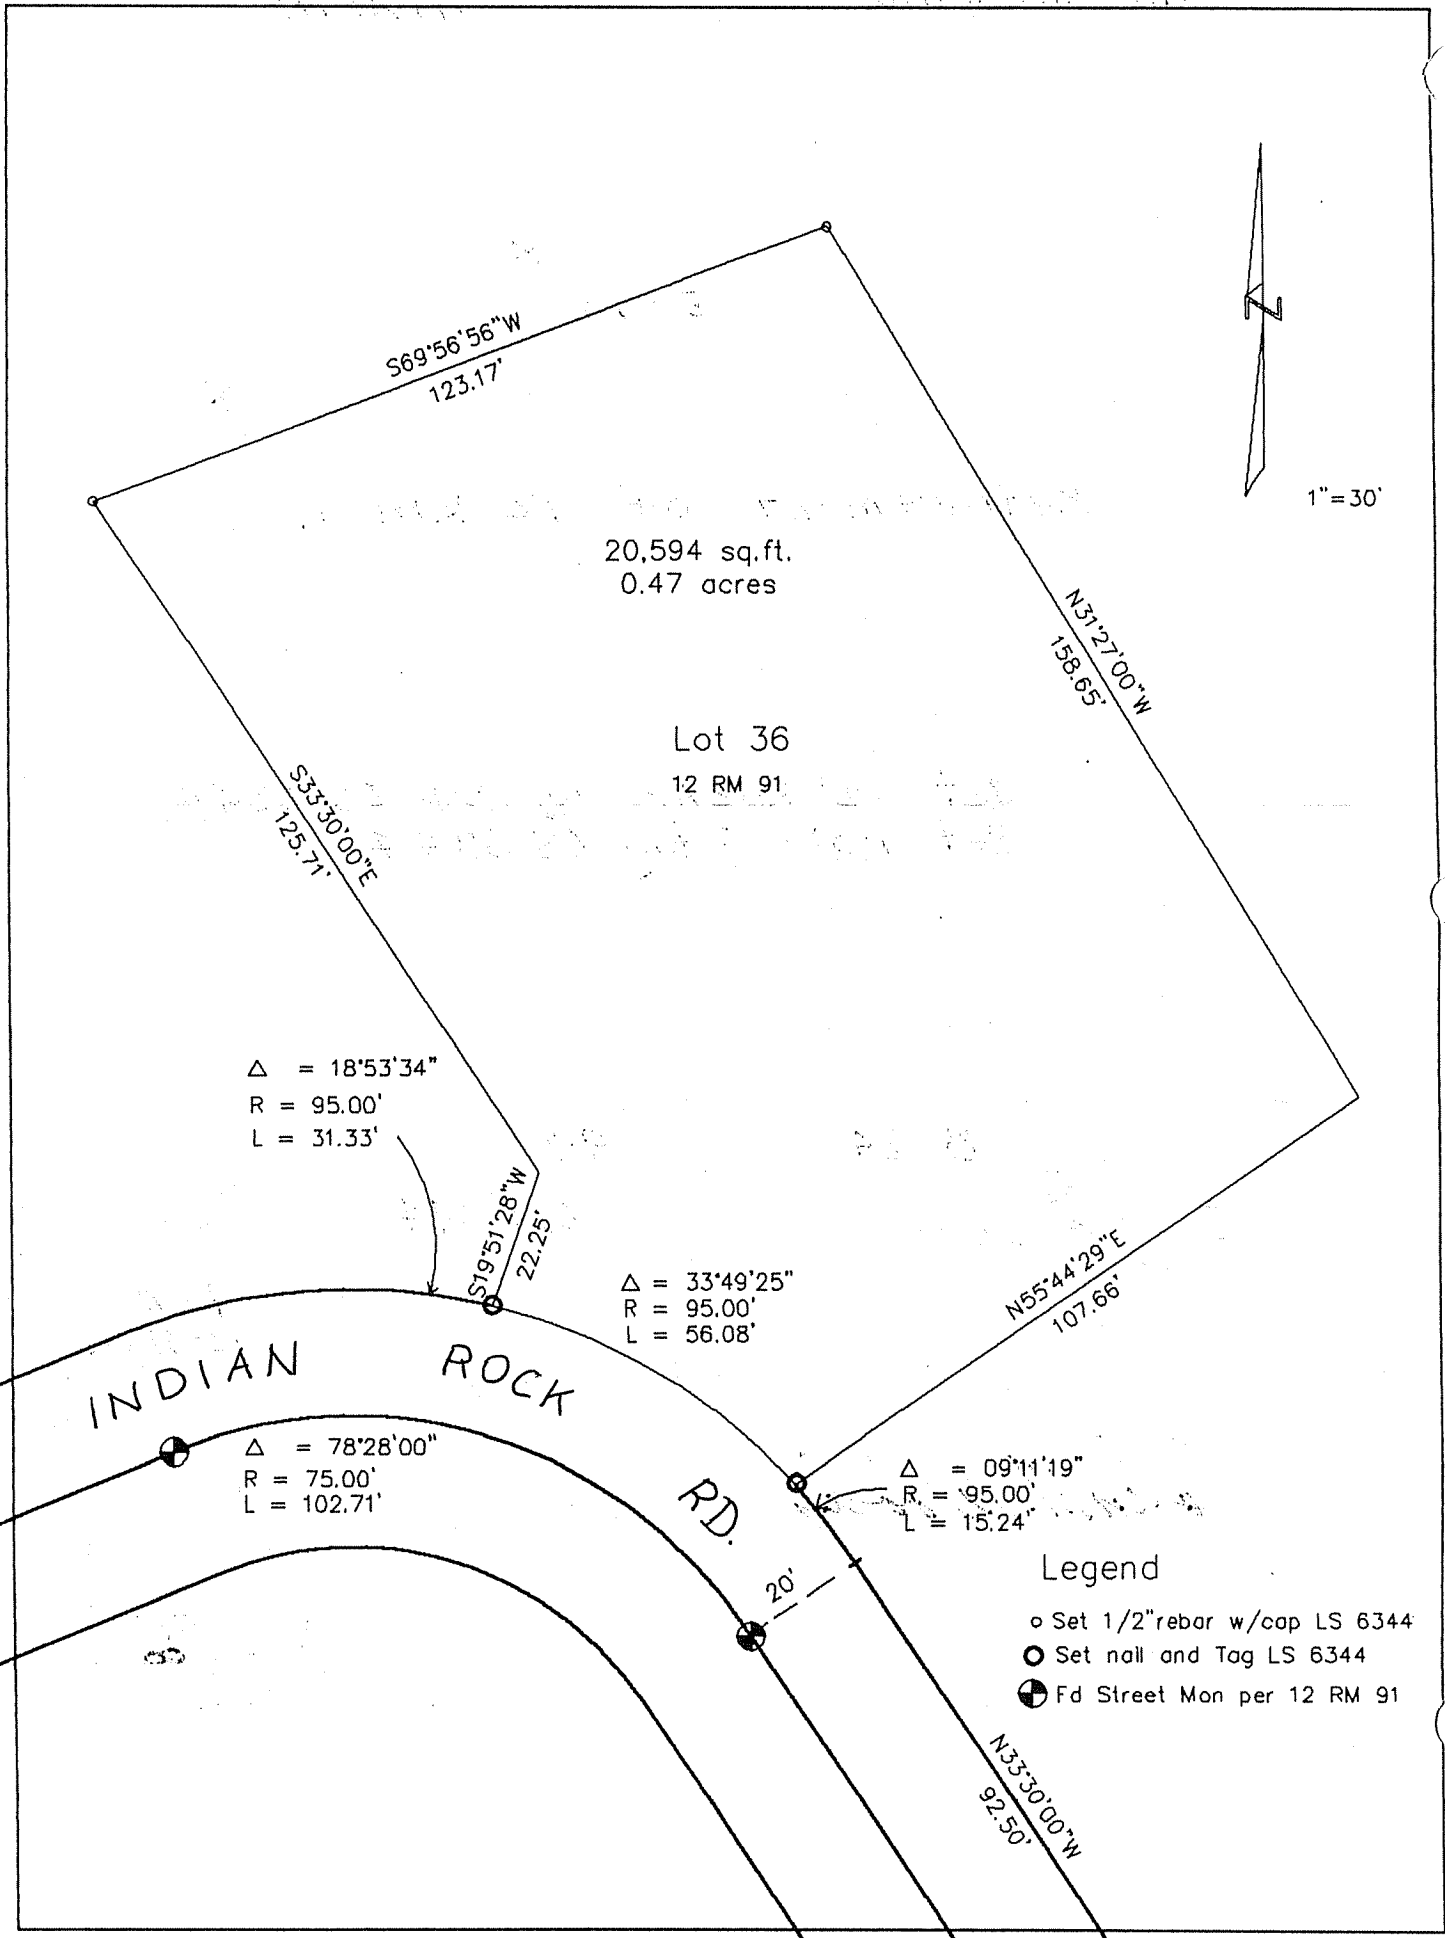 S69°56'56"W
123.17'
N
1"=30'
20,594 sq.ft.
0.47 acres
N31°27'00"W
158.65'
Lot 36
12 RM 91
S33°30'00"E
125.71'
△ = 18°53'34"
R = 95.00'
L = 31.33'
S19°51'28"W
22.25'
△ = 33°49'25"
R = 95.00'
L = 56.08'
N55°44'29"E
107.66'
INDIAN ROCK RD.
△ = 78°28'00"
R = 75.00'
L = 102.71'
△ = 09°11'19"
R = 95.00'
L = 15.24'
20'
Legend
Set 1/2"rebar w/cap LS 6344
Set nail and Tag LS 6344
Fd Street Mon per 12 RM 91
N33°30'00"W
92.50'